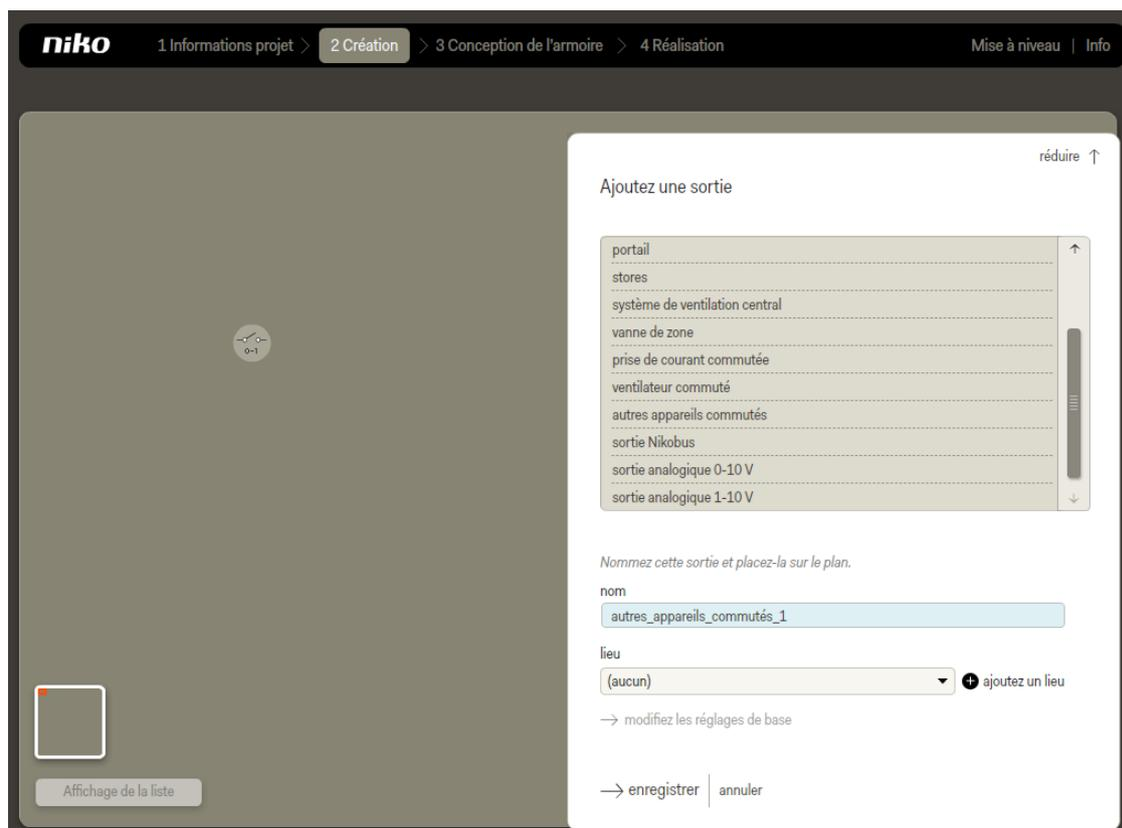 niko 1 Informations projet > 2 Création > 3 Conception de l'armoire > 4 Réalisation Mise à niveau | Info
réduire ↑
Ajoutez une sortie
portail
stores
système de ventilation central
vanne de zone
0-1
prise de courant commutée
ventilateur commuté
autres appareils commutés
sortie Nikobus
sortie analogique 0-10 V
sortie analogique 1-10 V
Nommez cette sortie et placez-la sur le plan.
nom
autres_appareils_commutés_1
lieu
(aucun)
ajoutez un lieu
→ modifiez les réglages de base
Affichage de la liste
→ enregistrer | annuler